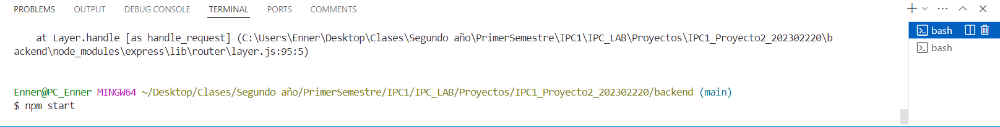 PROBLEMS OUTPUT DEBUG CONSOLE TERMINAL PORTS COMMENTS
at Layer.handle [as handle_request] (C:\Users\Enner\Desktop\Clases\Segundo año\PrimerSemestre\IPC1\IPC_LAB\Proyectos\IPC1_Proyecto2_202302220\b
ackend\node_modules\express\lib\router\layer.js:95:5)
bash
bash
Enner@PC_Enner MINGW64 ~/Desktop/Clases/Segundo año/PrimerSemestre/IPC1/IPC_LAB/Proyectos/IPC1_Proyecto2_202302220/backend (main)
$ npm start